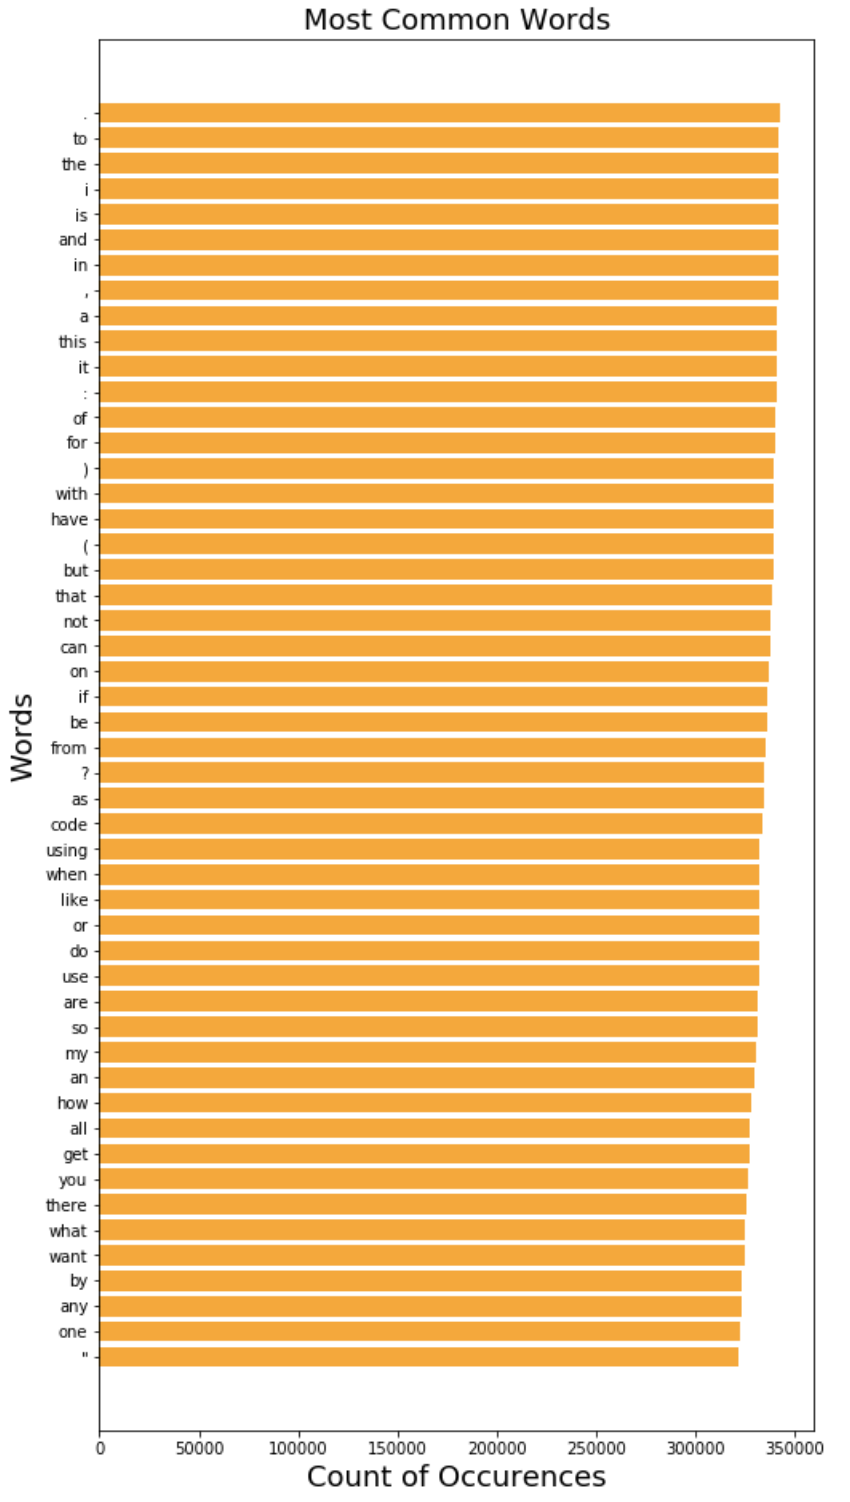 Most Common Words
.
to
the
i
is
and
in
,
a
this
it
:
of
for
)
with
have
(
but
that
not
can
on
if
be
from
?
as
code
using
when
like
or
do
use
are
so
my
an
how
all
get
you
there
what
want
by
any
one
"
Words
0 50000 100000 150000 200000 250000 300000 350000
Count of Occurences